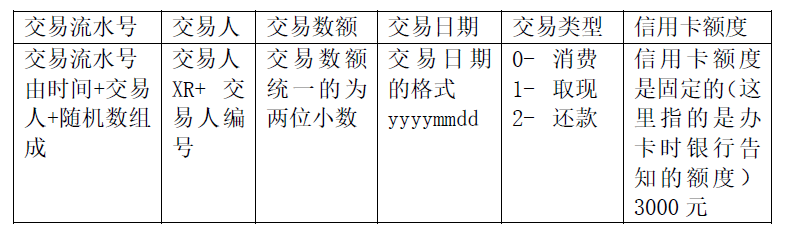 交易流水号 交易人 交易数额 交易日期 交易类型 信用卡额度
交易流水号由时间+交易人+随机数组成
交易人XR+ 交易人编号
交易数额统一的为两位小数
交易日期的格式yyyymmdd
0- 消费
1- 取现
2- 还款
信用卡额度是固定的（这里指的是办卡时银行告知的额度）3000元